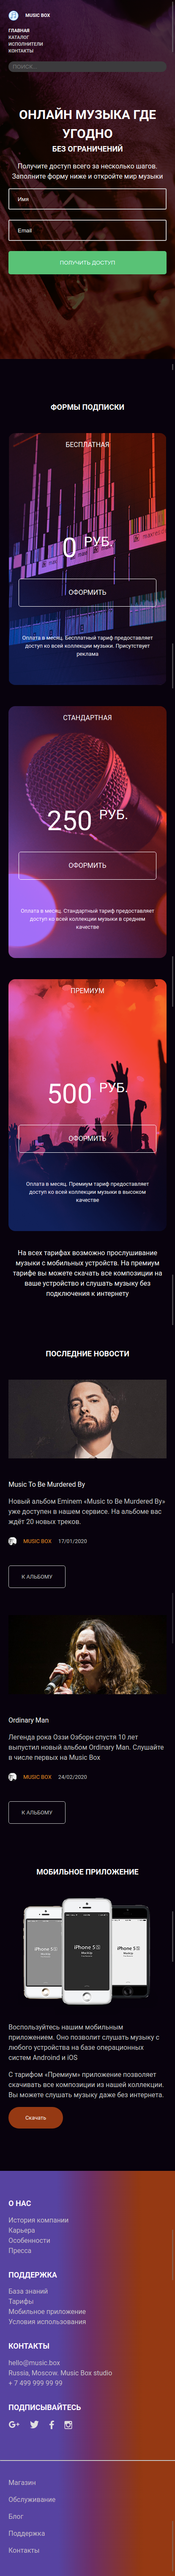 MUSIC BOX
ГЛАВНАЯ
КАТАЛОГ
ИСПОЛНИТЕЛИ
КОНТАКТЫ
ПОИСК...
ОНЛАЙН МУЗЫКА ГДЕ
УГОДНО
БЕЗ ОГРАНИЧЕНИЙ
Получите доступ всего за несколько шагов.
Заполните форму ниже и откройте мир музыки
Имя
Email
ПОЛУЧИТЬ ДОСТУП
ФОРМЫ ПОДПИСКИ
БЕСПЛАТНАЯ
0 РУБ.
ОФОРМИТЬ
Оплата в месяц. Бесплатный тариф предоставляет
доступ ко всей коллекции музыки. Присутствует
реклама
СТАНДАРТНАЯ
250 РУБ.
ОФОРМИТЬ
Оплата в месяц. Стандартный тариф предоставляет
доступ ко всей коллекции музыки в среднем
качестве
ПРЕМИУМ
500 РУБ.
ОФОРМИТЬ
Оплата в месяц. Премиум тариф предоставляет
доступ ко всей коллекции музыки в высоком
качестве
На всех тарифах возможно прослушивание
музыки с мобильных устройств. На премиум
тарифе вы можете скачать все композиции на
ваше устройство и слушать музыку без
подключения к интернету
ПОСЛЕДНИЕ НОВОСТИ
Music To Be Murdered By
Новый альбом Eminem «Music to Be Murdered By»
уже доступен в нашем сервисе. На альбоме вас
ждёт 20 новых треков.
MUSIC BOX 17/01/2020
К АЛЬБОМУ
Ordinary Man
Легенда рока Оззи Озборн спустя 10 лет
выпустил новый альбом Ordinary Man. Слушайте
в числе первых на Music Box
MUSIC BOX 24/02/2020
К АЛЬБОМУ
МОБИЛЬНОЕ ПРИЛОЖЕНИЕ
iPhone 5S iPhone 5S iPhone 5S
Воспользуйтесь нашим мобильным
приложением. Оно позволит слушать музыку с
любого устройства на базе операционных
систем Androind и iOS
С тарифом «Премиум» приложение позволяет
скачивать все композиции из нашей коллекции.
Вы можете слушать музыку даже без интернета.
Скачать
О НАС
История компании
Карьера
Особенности
Пресса
ПОДДЕРЖКА
База знаний
Тарифы
Мобильное приложение
Условия использования
КОНТАКТЫ
hello@music.box
Russia, Moscow. Music Box studio
+ 7 499 999 99 99
ПОДПИСЫВАЙТЕСЬ
Магазин
Обслуживание
Блог
Поддержка
Контакты